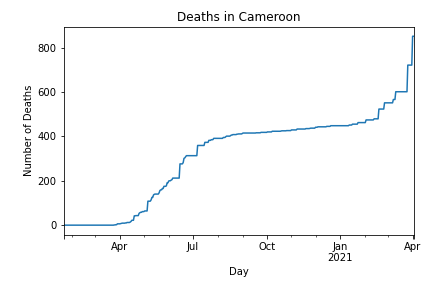 Deaths in Cameroon
Number of Deaths
800
600
400
200
0
Apr
Jul
Oct
Jan
2021
Apr
Day